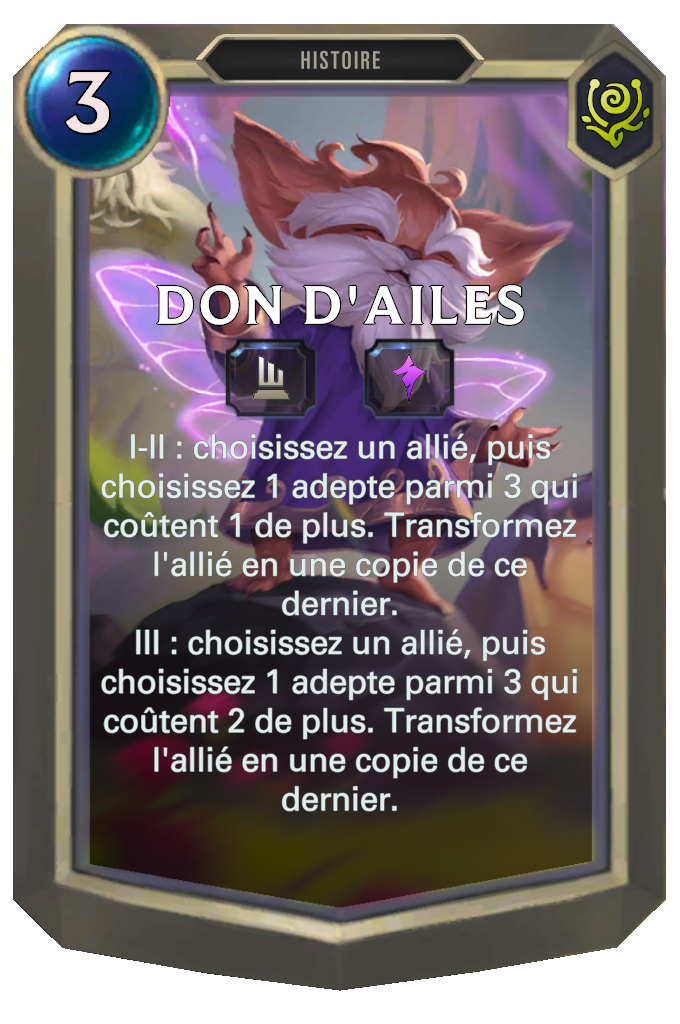 3
HISTOIRE
DON D'AILES
I-II : choisissez un allié, puis
choisissez 1 adepte parmi 3 qui
coûtent 1 de plus. Transformez
l'allié en une copie de ce
dernier.
III : choisissez un allié, puis
choisissez 1 adepte parmi 3 qui
coûtent 2 de plus. Transformez
l'allié en une copie de ce
dernier.